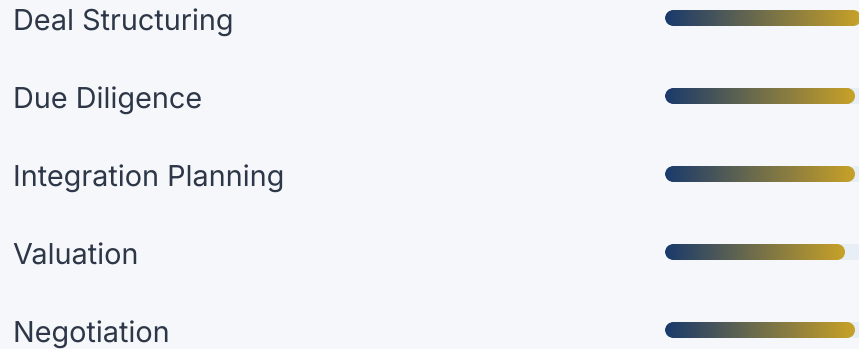 Deal Structuring
Due Diligence
Integration Planning
Valuation
Negotiation